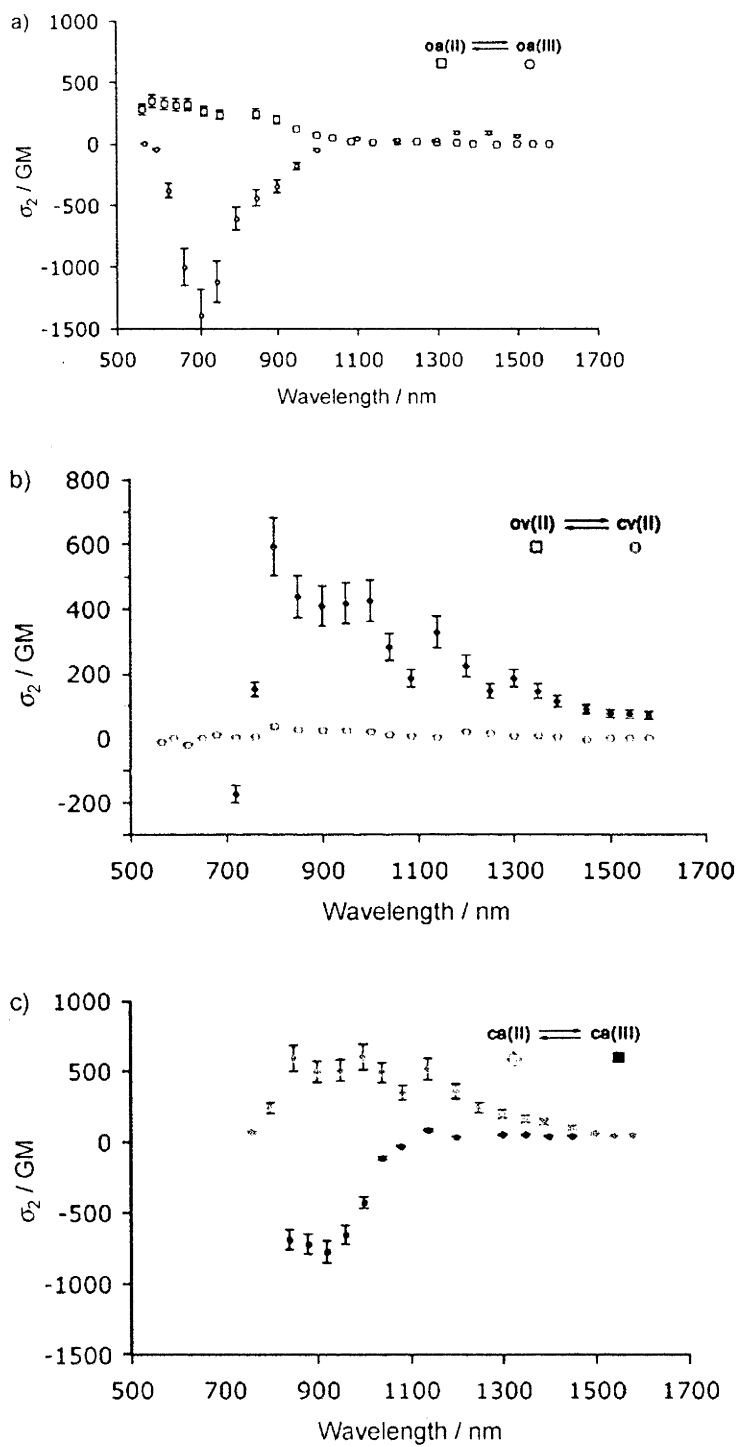 a)
1000
oa(ii) oa(iii)
500
0
-500
-1000
-1500
σ₂ / GM
500 700 900 1100 1300 1500 1700
Wavelength / nm
b)
800
ov(II) cv(II)
600
400
200
0
-200
σ₂ / GM
500 700 900 1100 1300 1500 1700
Wavelength / nm
c)
1000
ca(II) ca(III)
500
0
-500
-1000
-1500
σ₂ / GM
500 700 900 1100 1300 1500 1700
Wavelength / nm